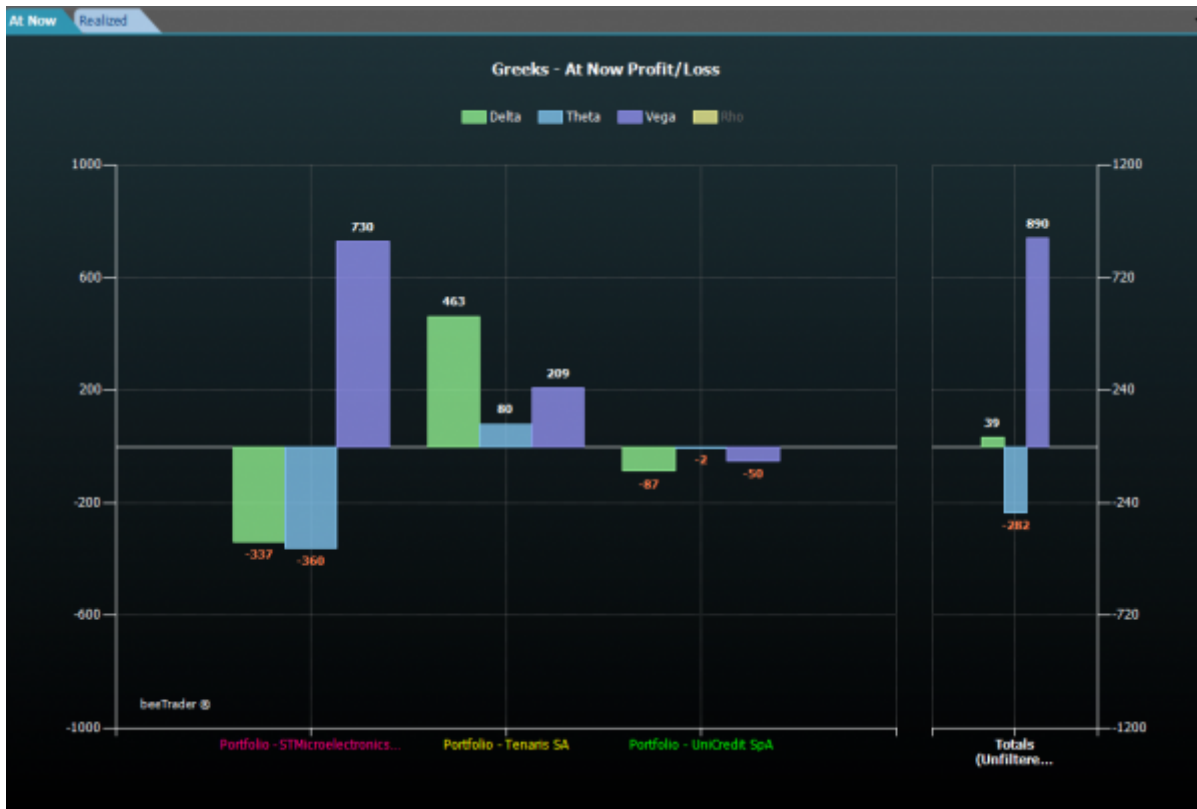 At Now Realized
Greeks - At Now Profit/Loss
Delta Theta Vega Rho
1000 1200
730 890
600 720
463
200 209 240
80 39
-2
-87 -50
-200 -240
-337 -360 -282
-600 -720
beeTrader ®
-1000 -1200
Portfolio - STMicroelectronics... Portfolio - Tenaris SA Portfolio - UniCredit SpA Totals
(Unfiltere...